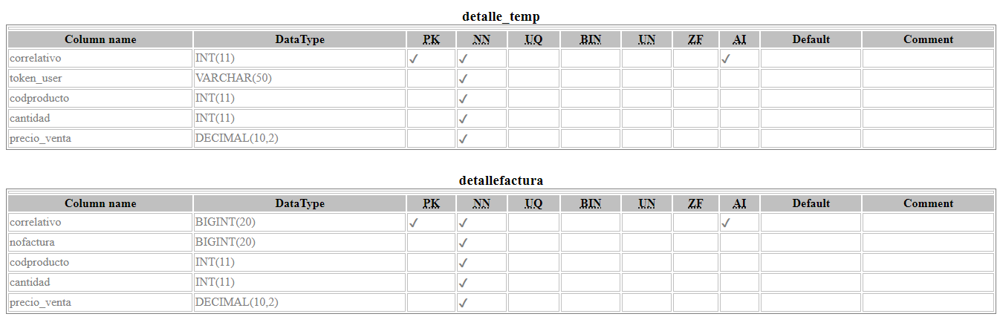 detalle_temp
Column name DataType PK NN UQ BIN UN ZF AI Default Comment
correlativo INT(11) ✓ ✓ ✓
token_user VARCHAR(50) ✓
codproducto INT(11) ✓
cantidad INT(11) ✓
precio_venta DECIMAL(10,2) ✓
detallefactura
Column name DataType PK NN UQ BIN UN ZF AI Default Comment
correlativo BIGINT(20) ✓ ✓ ✓
nofactura BIGINT(20) ✓
codproducto INT(11) ✓
cantidad INT(11) ✓
precio_venta DECIMAL(10,2) ✓